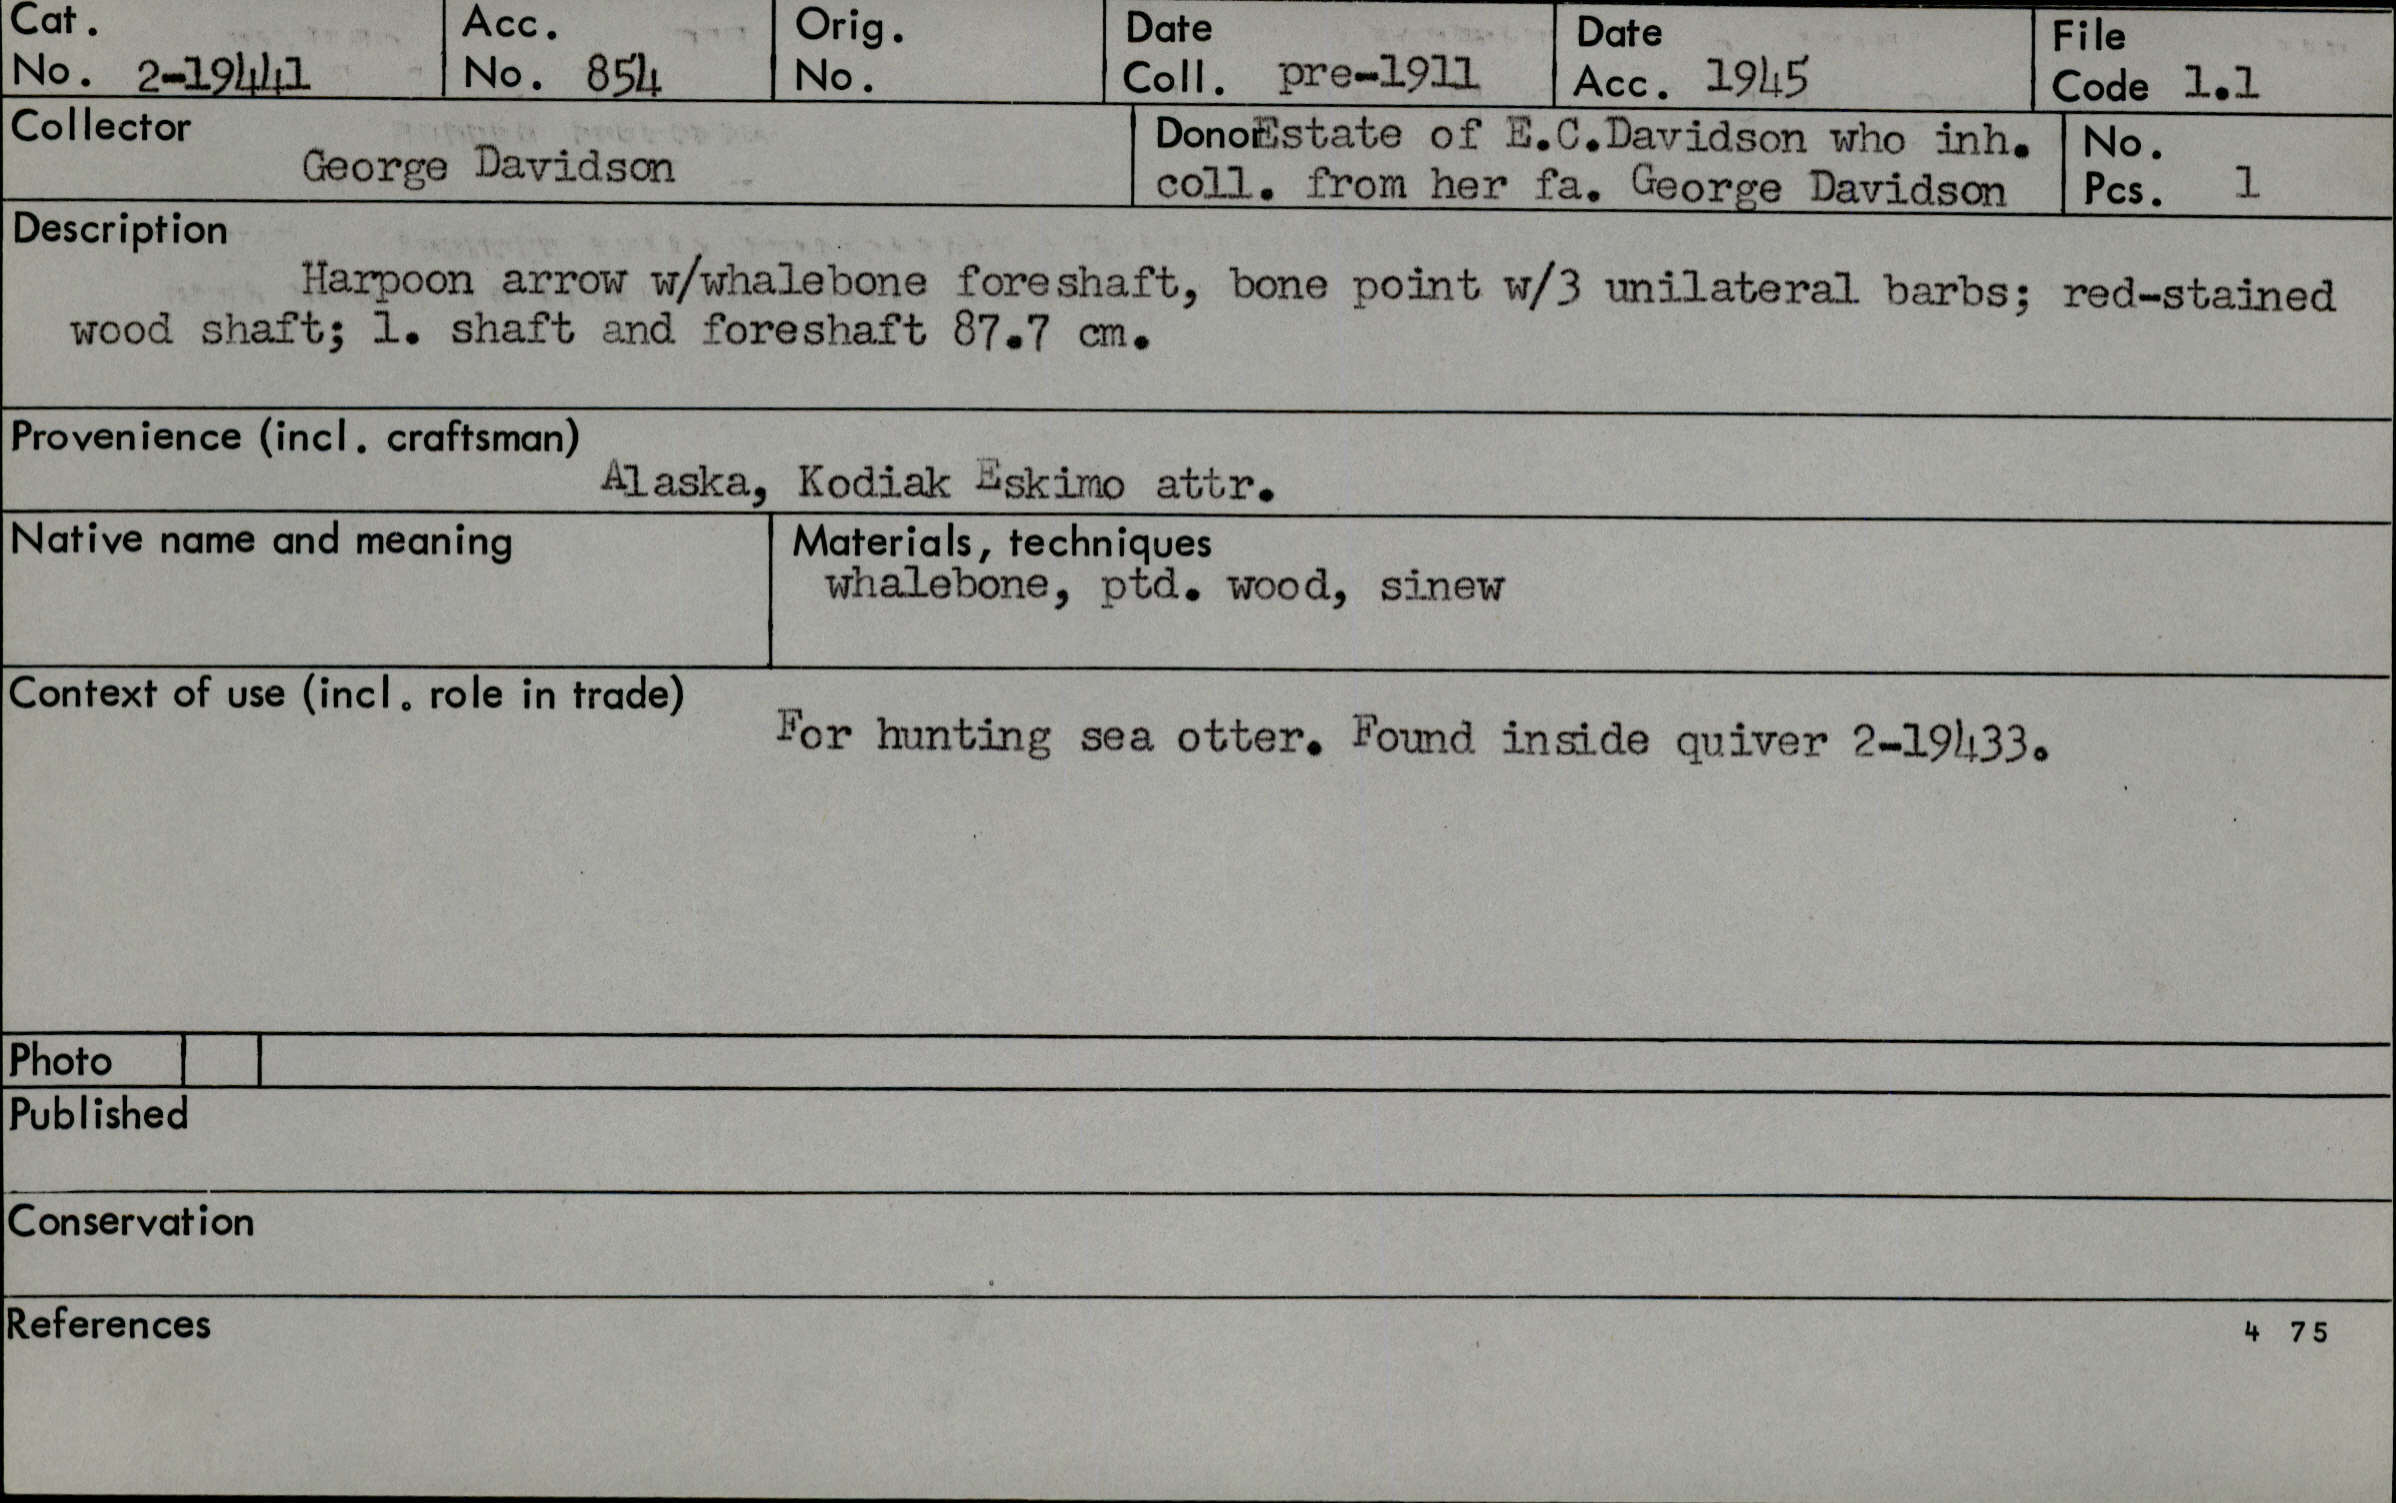 Cat. No. 2-19441
Acc. No. 854
Orig. No.
Date Coll. pre-1911
Date Acc. 1945
File Code 1.1
Collector
George Davidson
Donor Estate of E.C.Davidson who inh.
coll. from her fa. George Davidson
No. Pcs. 1
Description
Harpoon arrow w/whalebone foreshaft, bone point w/3 unilateral barbs; red-stained
wood shaft; l. shaft and foreshaft 87.7 cm.
Provenience (incl. craftsman)
Alaska, Kodiak Eskimo attr.
Native name and meaning
Materials, techniques
whalebone, ptd. wood, sinew
Context of use (incl. role in trade)
For hunting sea otter. Found inside quiver 2-19433.
Photo
Published
Conservation
References
4 75